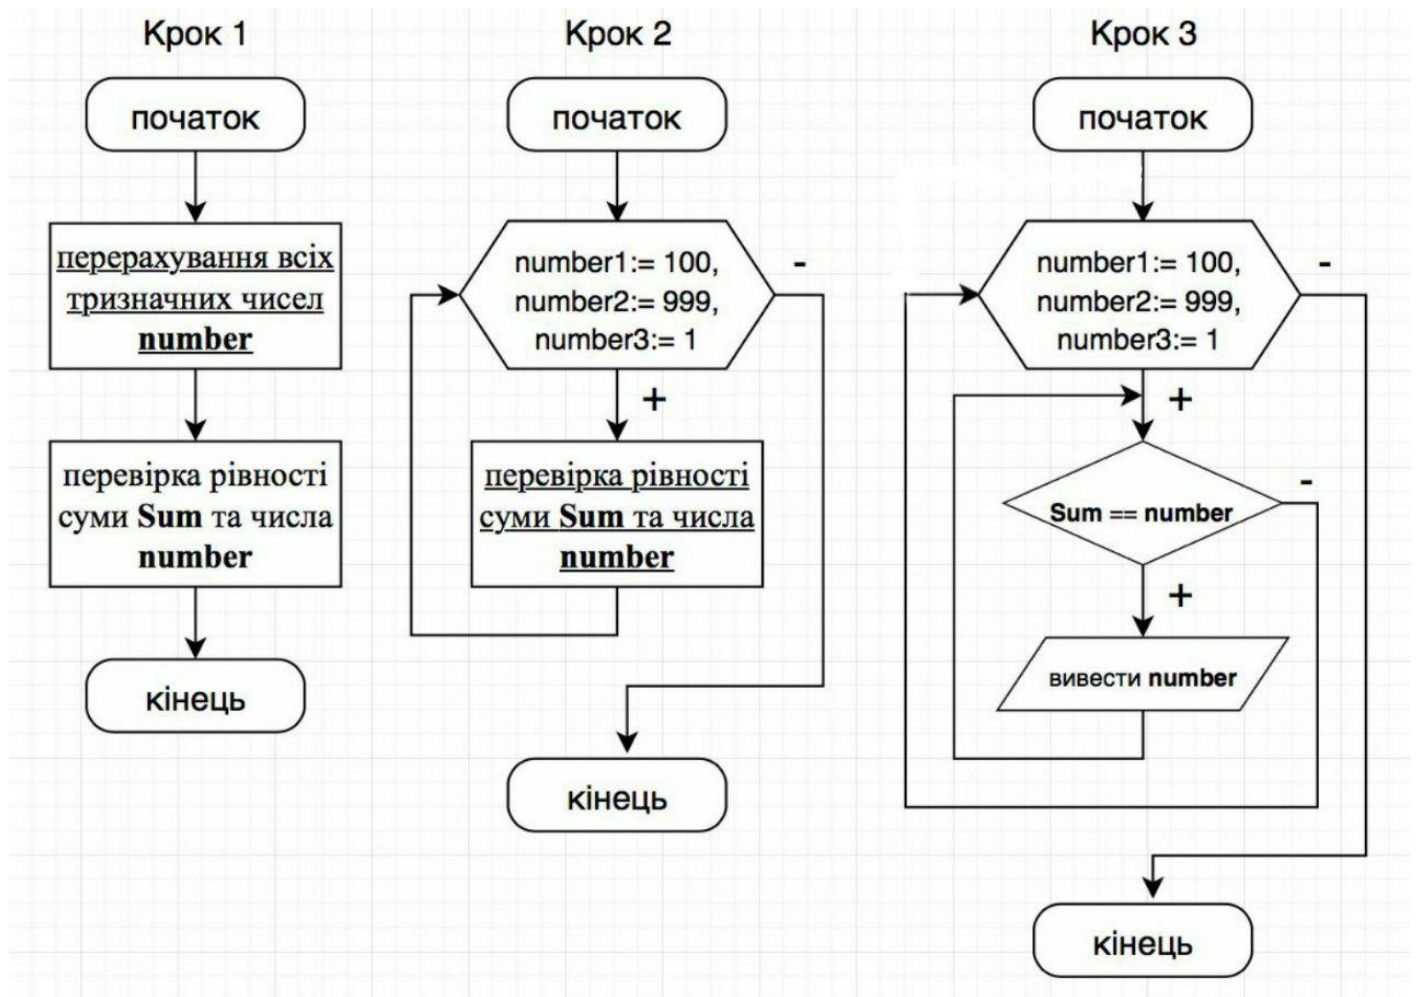 Крок 1
початок
перерахування всіх
тризначних чисел
number
перевірка рівності
суми Sum та числа
number
кінець
Крок 2
початок
number1:= 100,
number2:= 999,
number3:= 1
-
+
перевірка рівності
суми Sum та числа
number
кінець
Крок 3
початок
number1:= 100,
number2:= 999,
number3:= 1
-
+
Sum == number
-
+
вивести number
кінець